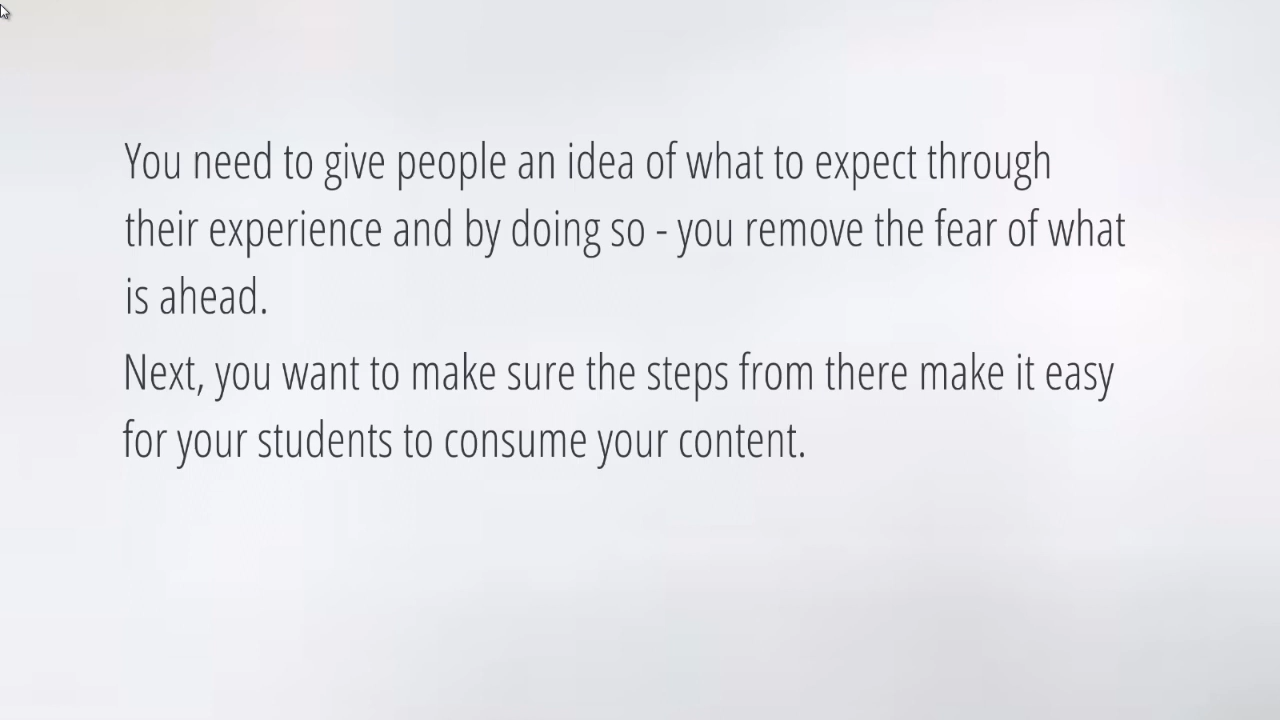 You need to give people an idea of what to expect through
their experience and by doing so - you remove the fear of what
is ahead.
Next, you want to make sure the steps from there make it easy
for your students to consume your content.